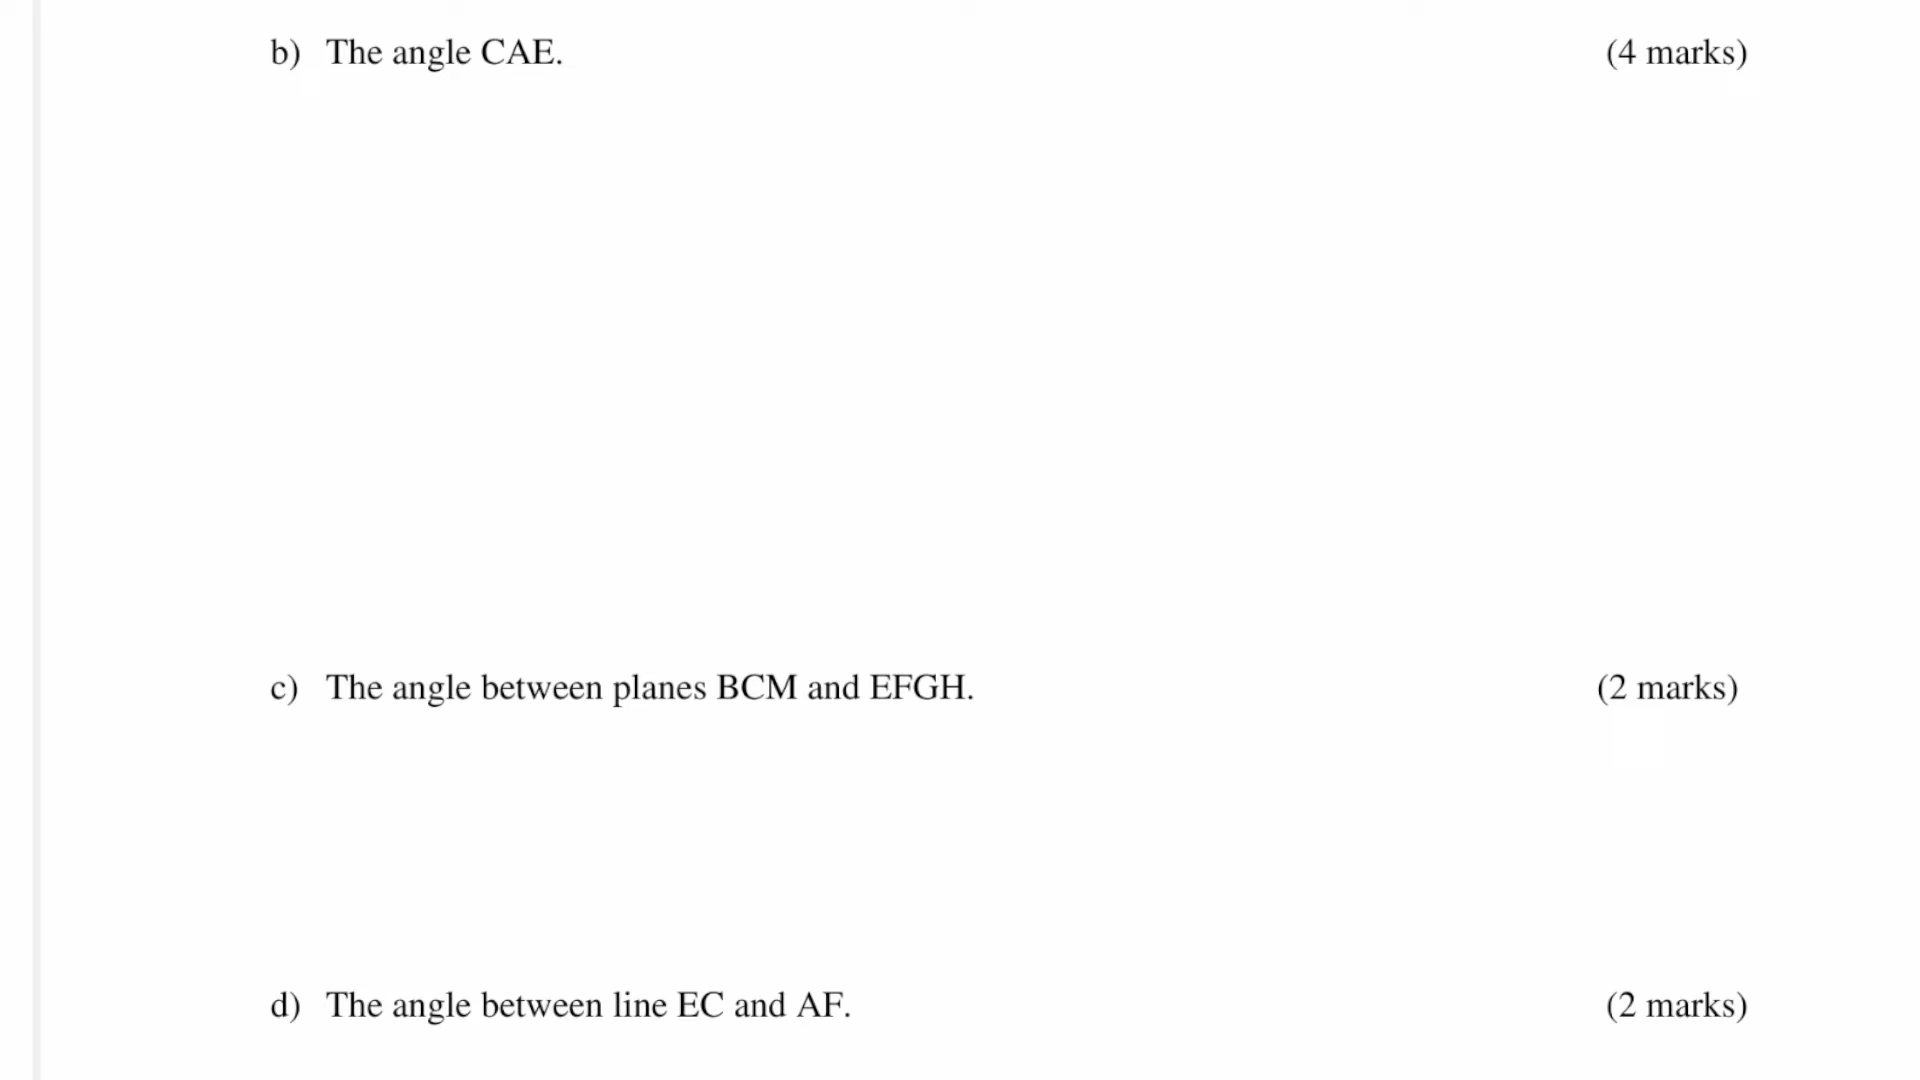 b) The angle CAE. (4 marks)
c) The angle between planes BCM and EFGH. (2 marks)
d) The angle between line EC and AF. (2 marks)